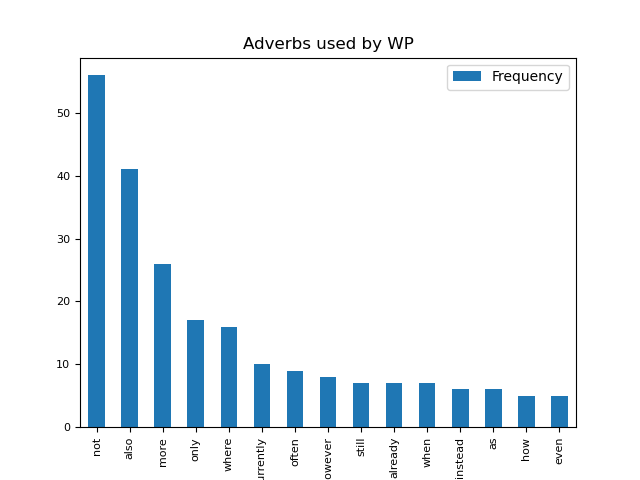 Adverbs used by WP
Frequency
50
40
30
20
10
0
not
also
more
only
where
urrently
often
owever
still
already
when
instead
as
how
even